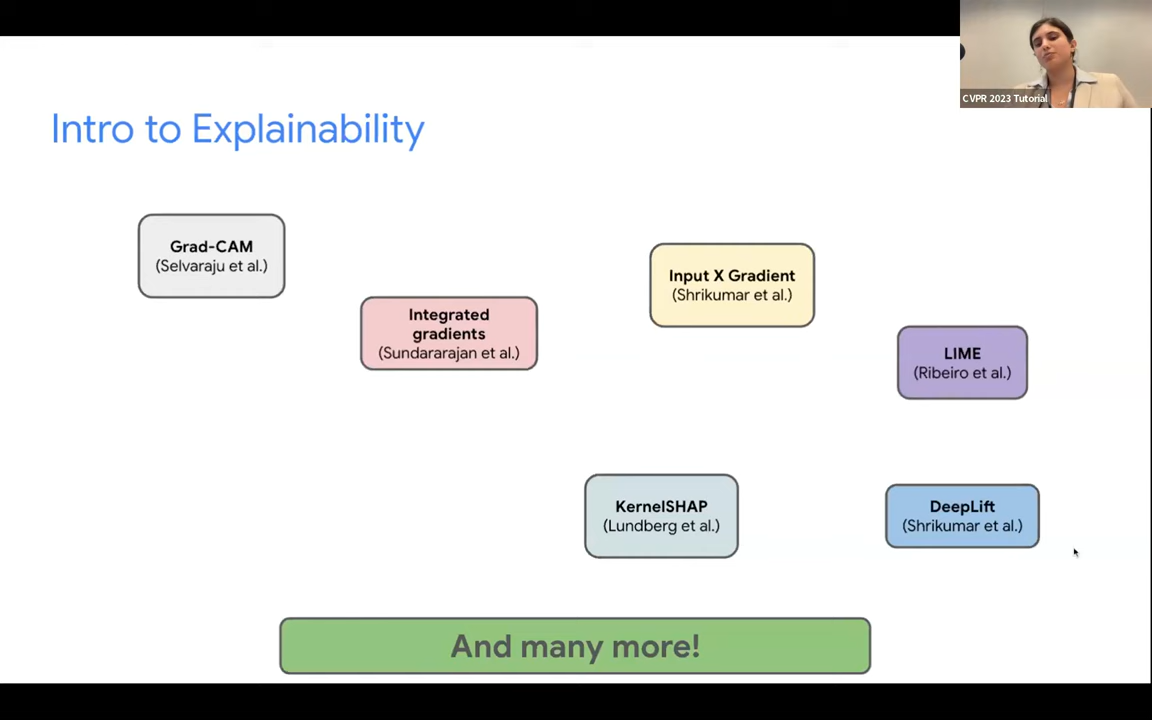 CVPR 2023 Tutorial
Intro to Explainability
Grad-CAM
(Selvaraju et al.)
Integrated
gradients
(Sundararajan et al.)
Input X Gradient
(Shrikumar et al.)
LIME
(Ribeiro et al.)
KernelSHAP
(Lundberg et al.)
DeepLift
(Shrikumar et al.)
And many more!